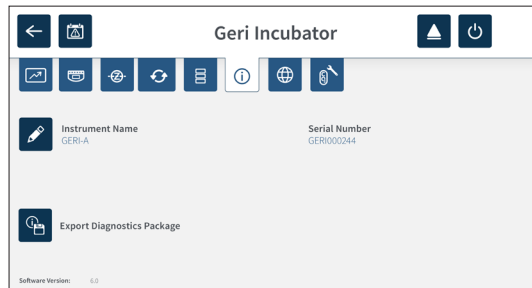 Geri Incubator
Instrument Name
GERI-A
Serial Number
GERI000244
Export Diagnostics Package
Software Version: 6.0